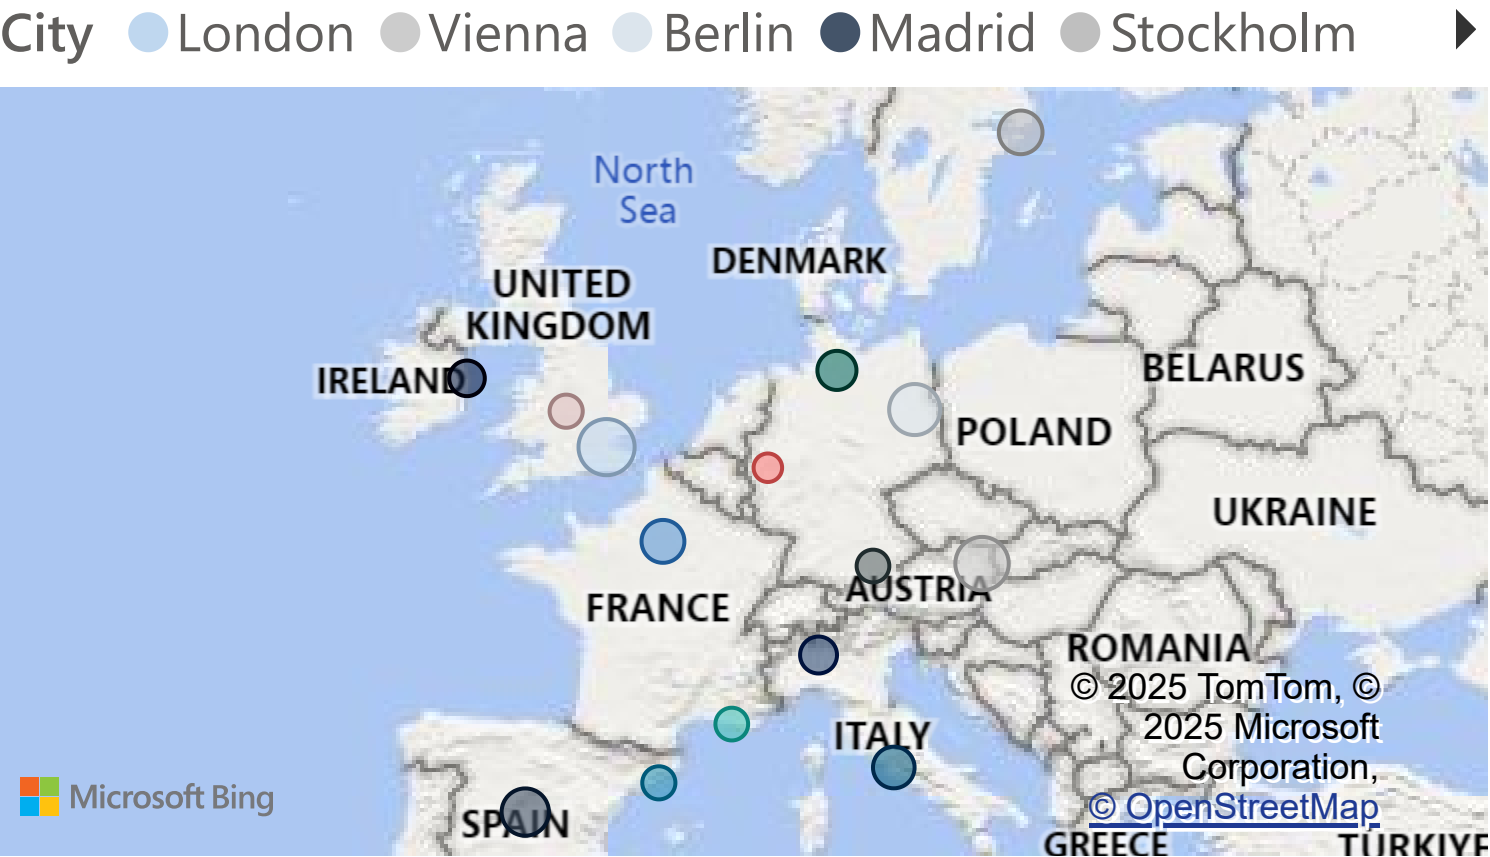 City London Vienna Berlin Madrid Stockholm
North
Sea
DENMARK
UNITED
KINGDOM
IRELAND
BELARUS
POLAND
UKRAINE
AUSTRIA
FRANCE
ROMANIA
© 2025 TomTom, ©
2025 Microsoft
Corporation,
© OpenStreetMap
ITALY
Microsoft Bing
SPAIN
GREECE
TÜRKIYE